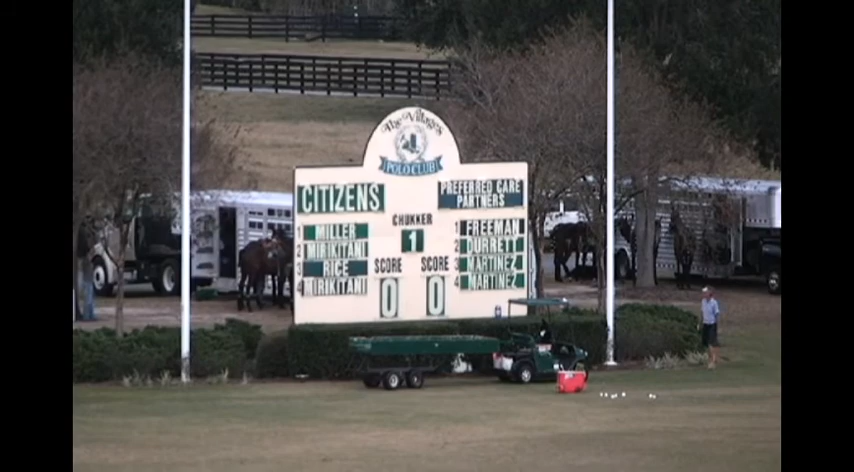 The Villages
POLO CLUB
CITIZENS
PREFERRED CARE
PARTNERS
CHUKKER
1
1 MILLER
2 MIRIKITANI
3 RICE
4 MIRIKITANI
1 FREEMAN
2 DURRETT
3 MARTINEZ
4 MARTINEZ
SCORE
0
SCORE
0